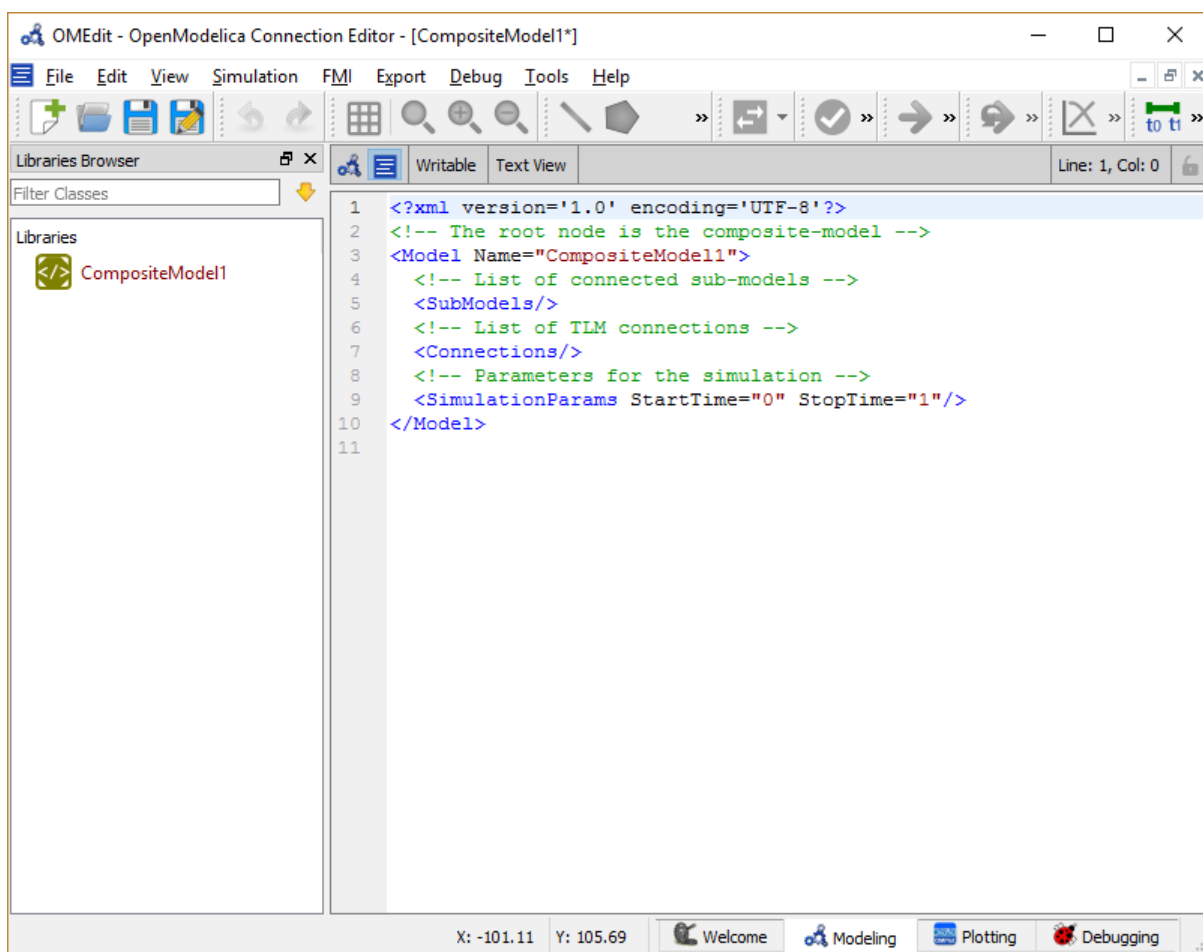 OMEdit - OpenModelica Connection Editor - [CompositeModel1*]
File Edit View Simulation FMI Export Debug Tools Help
» » » » » t0 t1 »
Libraries Browser
Filter Classes
Libraries
CompositeModel1
Writable Text View Line: 1, Col: 0
1 <?xml version='1.0' encoding='UTF-8'?>
2 <!-- The root node is the composite-model -->
3 <Model Name="CompositeModel1">
4   <!-- List of connected sub-models -->
5   <SubModels/>
6   <!-- List of TLM connections -->
7   <Connections/>
8   <!-- Parameters for the simulation -->
9   <SimulationParams StartTime="0" StopTime="1"/>
10 </Model>
11
X: -101.11 Y: 105.69 Welcome Modeling Plotting Debugging